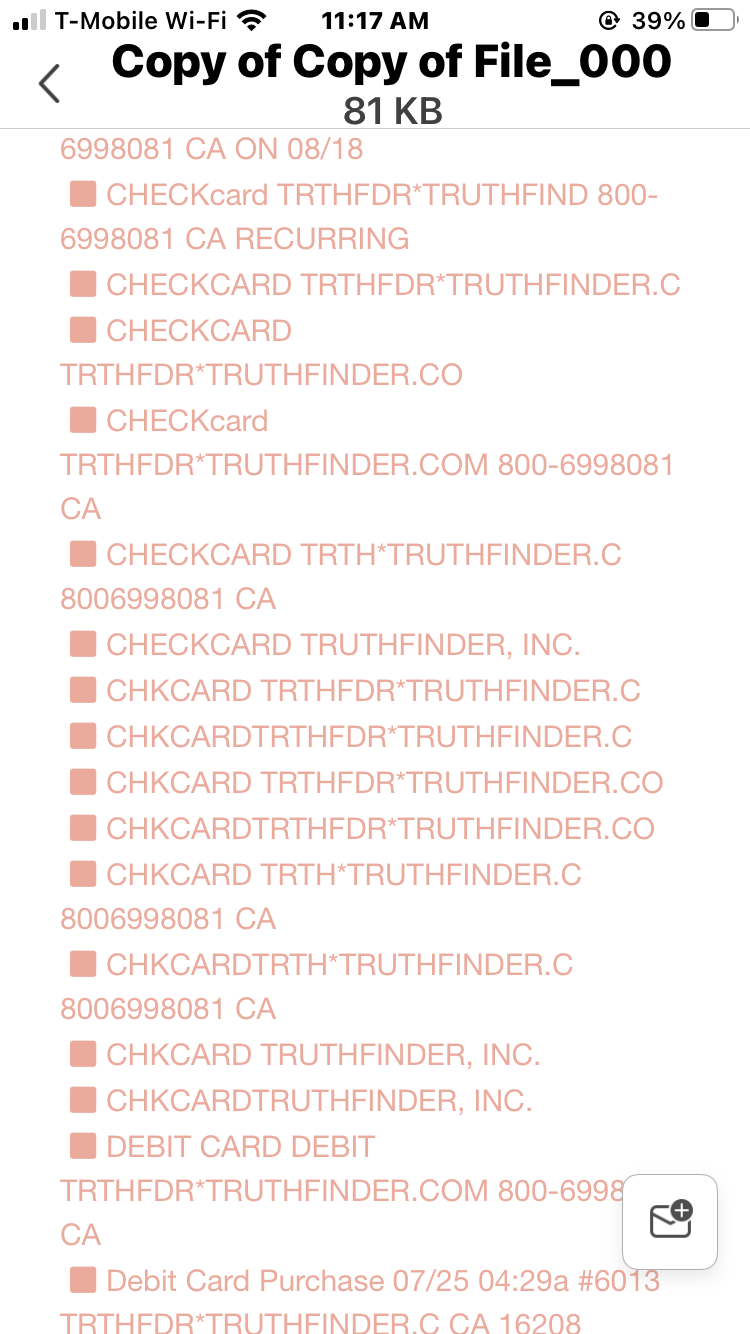 T-Mobile Wi-Fi 11:17 AM 39%
Copy of Copy of File_000
81 KB
6998081 CA ON 08/18
CHECKcard TRTHFDR*TRUTHFIND 800-
6998081 CA RECURRING
CHECKCARD TRTHFDR*TRUTHFINDER.C
CHECKCARD
TRTHFDR*TRUTHFINDER.CO
CHECKcard
TRTHFDR*TRUTHFINDER.COM 800-6998081
CA
CHECKCARD TRTH*TRUTHFINDER.C
8006998081 CA
CHECKCARD TRUTHFINDER, INC.
CHKCARD TRTHFDR*TRUTHFINDER.C
CHKCARDTRTHFDR*TRUTHFINDER.C
CHKCARD TRTHFDR*TRUTHFINDER.CO
CHKCARDTRTHFDR*TRUTHFINDER.CO
CHKCARD TRTH*TRUTHFINDER.C
8006998081 CA
CHKCARDTRTH*TRUTHFINDER.C
8006998081 CA
CHKCARD TRUTHFINDER, INC.
CHKCARDTRUTHFINDER, INC.
DEBIT CARD DEBIT
TRTHFDR*TRUTHFINDER.COM 800-6998
CA
Debit Card Purchase 07/25 04:29a #6013
TRTHFDR*TRUTHFINDER.C CA 16208